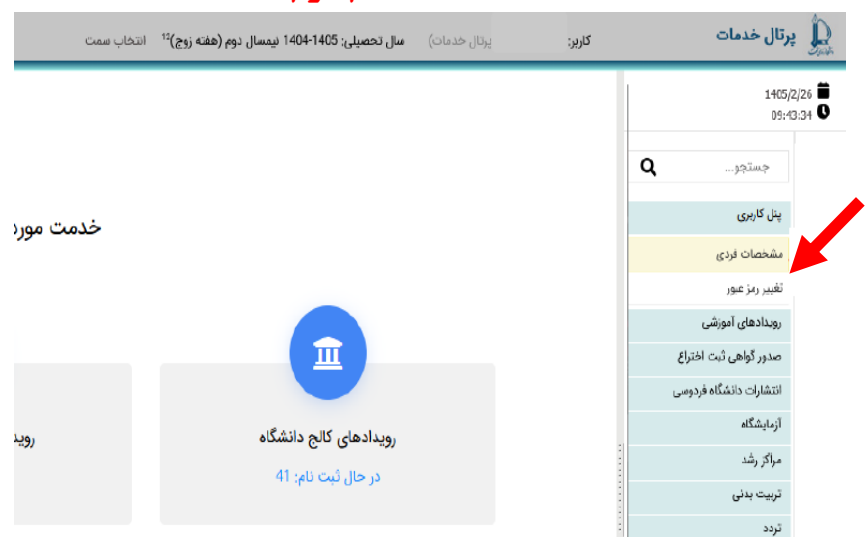 پرتال خدمات
کاربر:
پرتال خدمات)
سال تحصیلی: 1405-1404 نیمسال دوم (هفته زوج)¹²
انتخاب سمت
1405/2/26
09:43:34
جستجو...
پنل کاربری
مشخصات فردی
تغییر رمز عبور
رویدادهای آموزشی
صدور گواهی ثبت اختراع
انتشارات دانشگاه فردوسی
آزمایشگاه
مراکز رشد
تربیت بدنی
تردد
خدمت مورد
رویدادهای کالج دانشگاه
در حال ثبت نام: 41